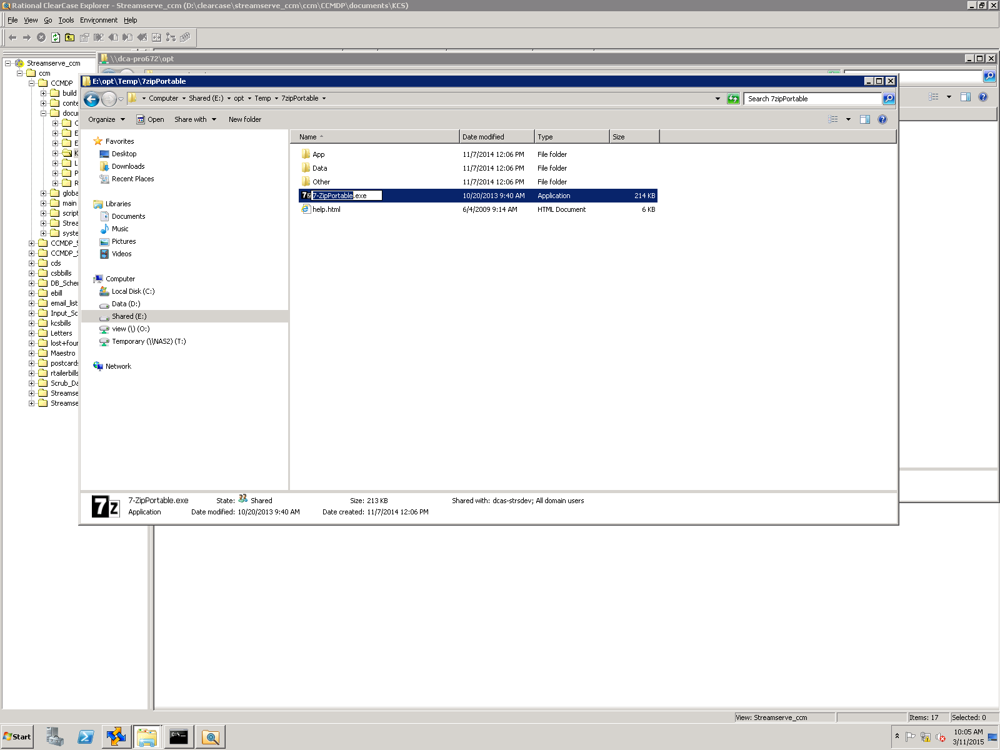 Rational ClearCase Explorer - Streamserve_ccm (D:\clearcase\streamserve_ccm\ccm\CCMDP\documents\KCS)
File View Go Tools Environment Help
\\dca-pro672\opt
Streamserve_ccm
ccm
CCMDP
build
conte
docu
C
E
E
K
L
P
R
globa
main
script
Strea
syste
CCMDP_5
CCMDP_S
cds
csbbills
DB_Scher
ebill
email_list
Input_Sc
kcsbills
Letters
lost+four
Maestro
postcards
rtailerbills
Scrub_Da
Streamse
Streamse
E:\opt\Temp\7zipPortable
Computer Shared (E:) opt Temp 7zipPortable
Search 7zipPortable
Organize Open Share with New folder
Favorites
Desktop
Downloads
Recent Places
Libraries
Documents
Music
Pictures
Videos
Computer
Local Disk (C:)
Data (D:)
Shared (E:)
view (\) (O:)
Temporary (\\NAS2) (T:)
Network
Name Date modified Type Size
App 11/7/2014 12:06 PM File folder
Data 11/7/2014 12:06 PM File folder
Other 11/7/2014 12:06 PM File folder
7-ZipPortable.exe 10/20/2013 9:40 AM Application 214 KB
help.html 6/4/2009 9:14 AM HTML Document 6 KB
7z
7-ZipPortable.exe State: Shared Size: 213 KB Shared with: dcas-strsdev; All domain users
Application Date modified: 10/20/2013 9:40 AM Date created: 11/7/2014 12:06 PM
View: Streamserve_ccm Items: 17 Selected: 0
Start
C:\_
10:05 AM
3/11/2015